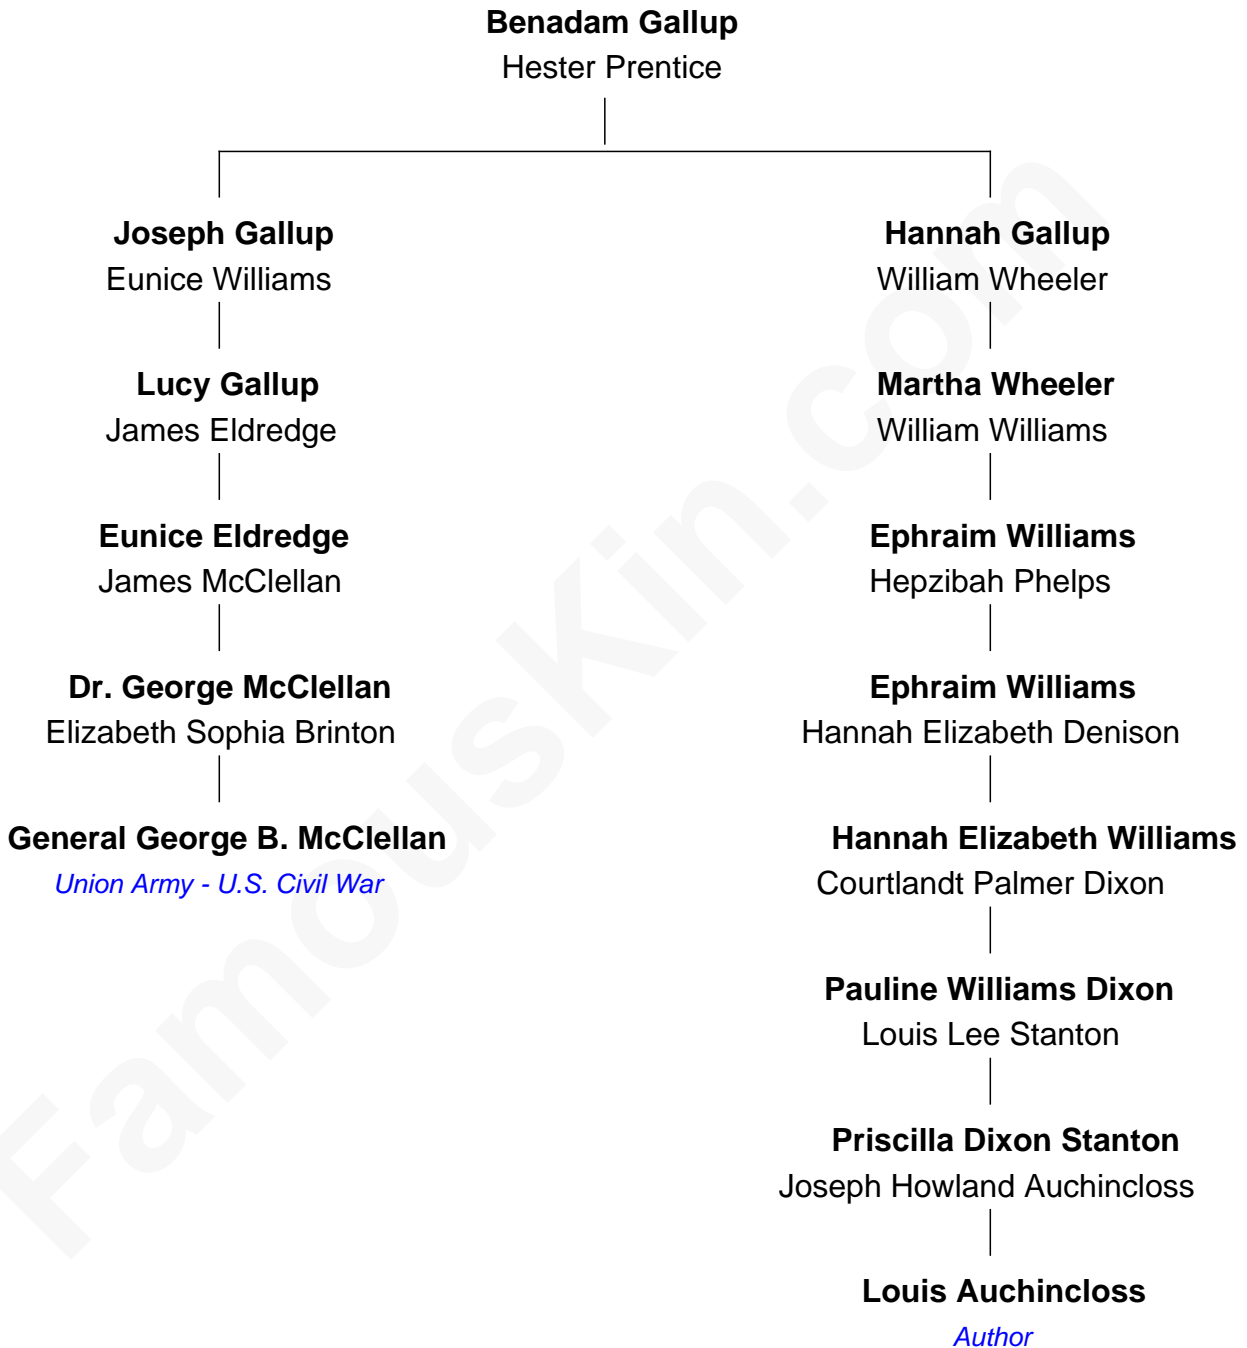 Benadam Gallup
Hester Prentice
Joseph Gallup
Eunice Williams
Lucy Gallup
James Eldredge
Eunice Eldredge
James McClellan
Dr. George McClellan
Elizabeth Sophia Brinton
General George B. McClellan
Union Army - U.S. Civil War
Hannah Gallup
William Wheeler
Martha Wheeler
William Williams
Ephraim Williams
Hepzibah Phelps
Ephraim Williams
Hannah Elizabeth Denison
Hannah Elizabeth Williams
Courtlandt Palmer Dixon
Pauline Williams Dixon
Louis Lee Stanton
Priscilla Dixon Stanton
Joseph Howland Auchincloss
Louis Auchincloss
Author
FamousKin.com